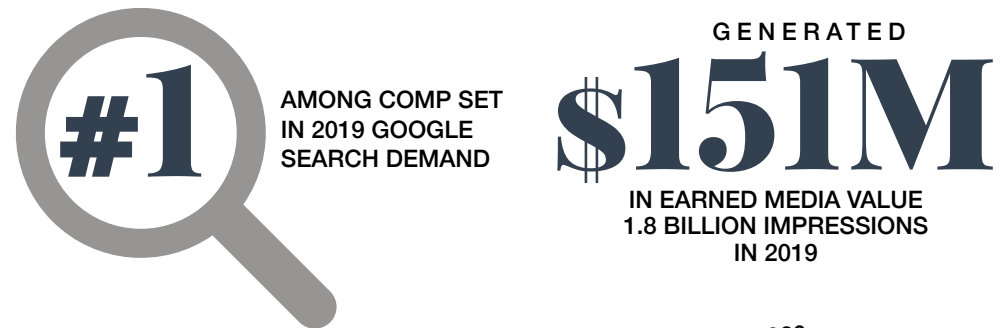 #1
AMONG COMP SET
IN 2019 GOOGLE
SEARCH DEMAND
GENERATED
$151M
IN EARNED MEDIA VALUE
1.8 BILLION IMPRESSIONS
IN 2019